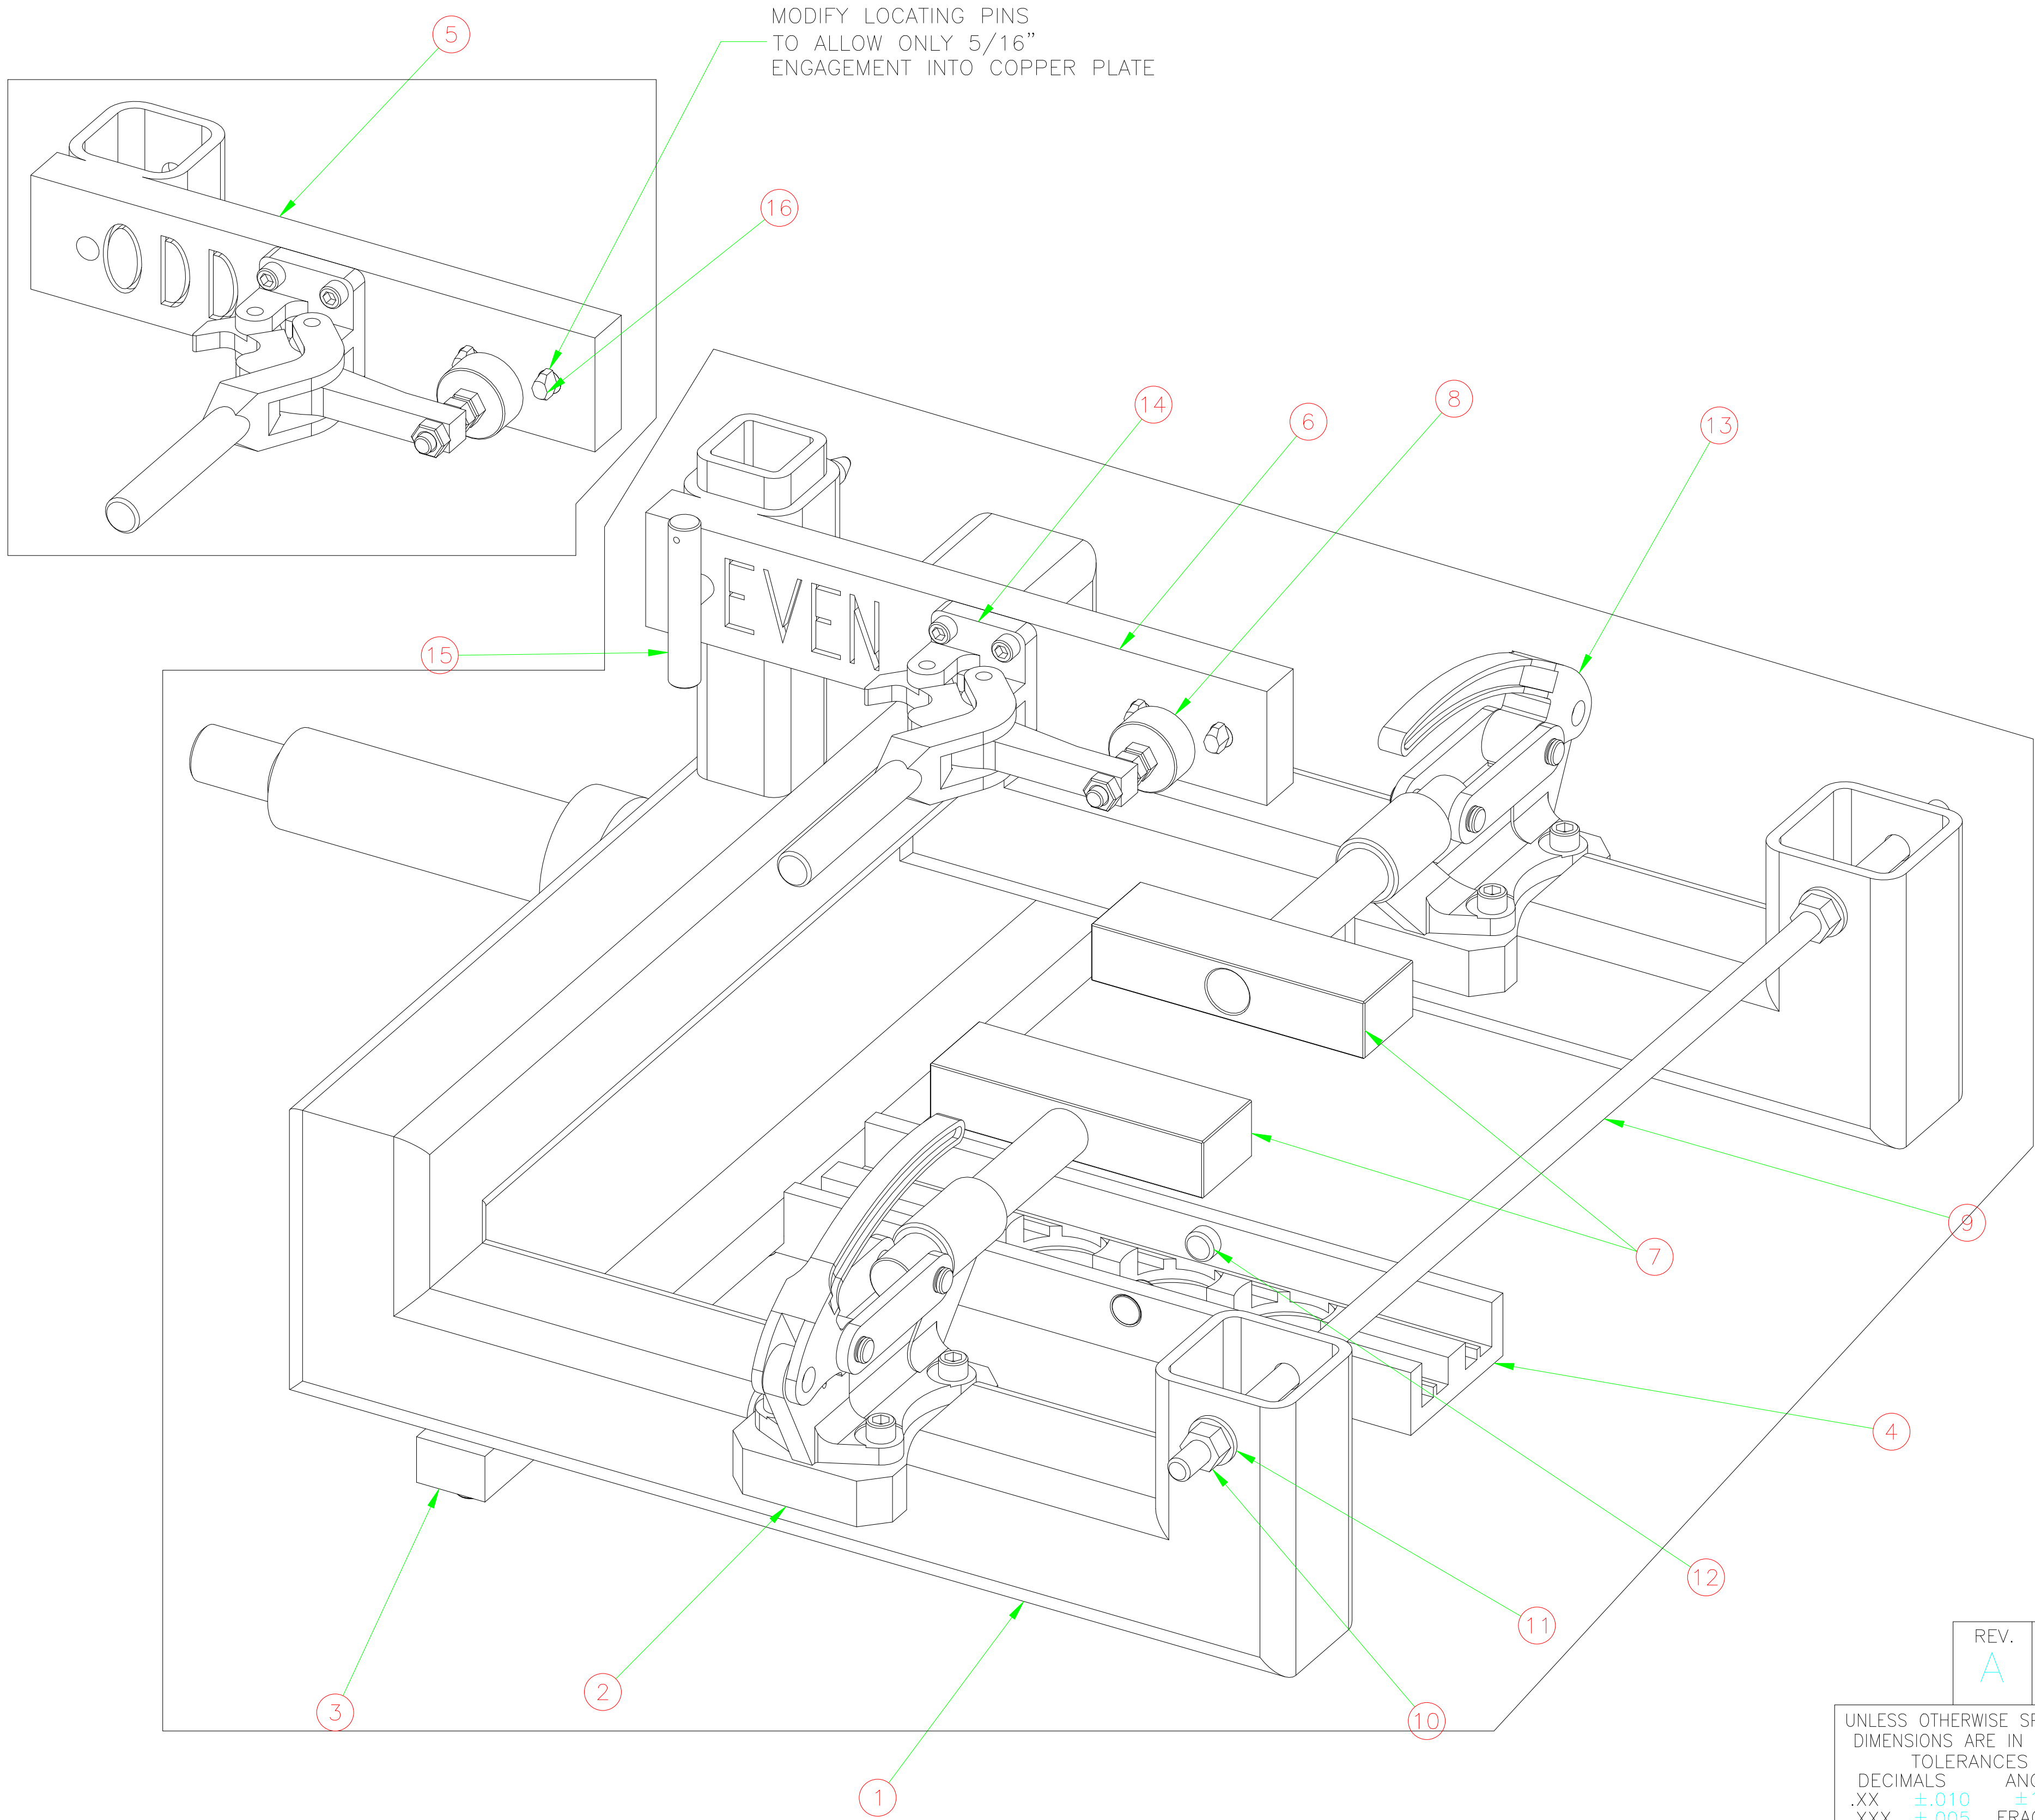 MODIFY LOCATING PINS
TO ALLOW ONLY 5/16”
ENGAGEMENT INTO COPPER PLATE
5
16
ODD
14
6
8
13
EVEN
15
9
7
4
12
11
2
3
10
1
REV.
A
UNLESS OTHERWISE
DIMENSIONS ARE IN
TOLERANCES
DECIMALS
.XX ±.010 ±
.XXX ±.005